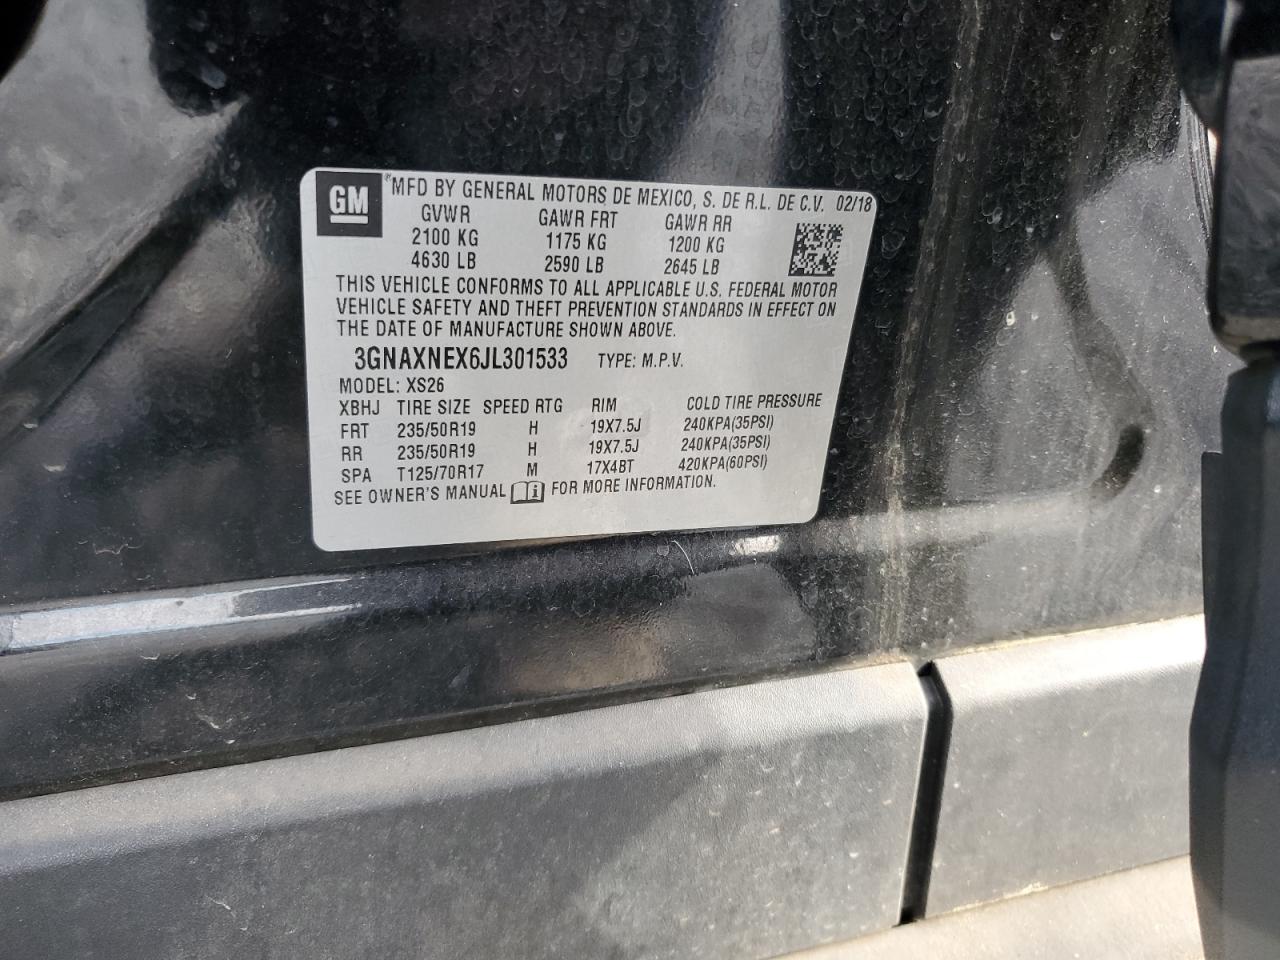 GM
MFD BY GENERAL MOTORS DE MEXICO, S. DE R.L. DE C.V. 02/18
GVWR GAWR FRT GAWR RR
2100 KG 1175 KG 1200 KG
4630 LB 2590 LB 2645 LB
THIS VEHICLE CONFORMS TO ALL APPLICABLE U.S. FEDERAL MOTOR
VEHICLE SAFETY AND THEFT PREVENTION STANDARDS IN EFFECT ON
THE DATE OF MANUFACTURE SHOWN ABOVE.
3GNAXNEX6JL301533 TYPE: M.P.V.
MODEL: XS26
XBHJ TIRE SIZE SPEED RTG RIM COLD TIRE PRESSURE
FRT 235/50R19 H 19X7.5J 240KPA(35PSI)
RR 235/50R19 H 19X7.5J 240KPA(35PSI)
SPA T125/70R17 M 17X4BT 420KPA(60PSI)
SEE OWNER'S MANUAL i FOR MORE INFORMATION.